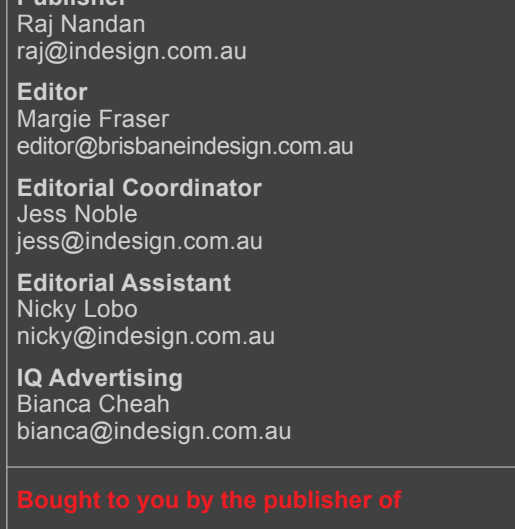 Publisher
Raj Nandan
raj@indesign.com.au
Editor
Margie Fraser
editor@brisbaneindesign.com.au
Editorial Coordinator
Jess Noble
jess@indesign.com.au
Editorial Assistant
Nicky Lobo
nicky@indesign.com.au
IQ Advertising
Bianca Cheah
bianca@indesign.com.au
Bought to you by the publisher of